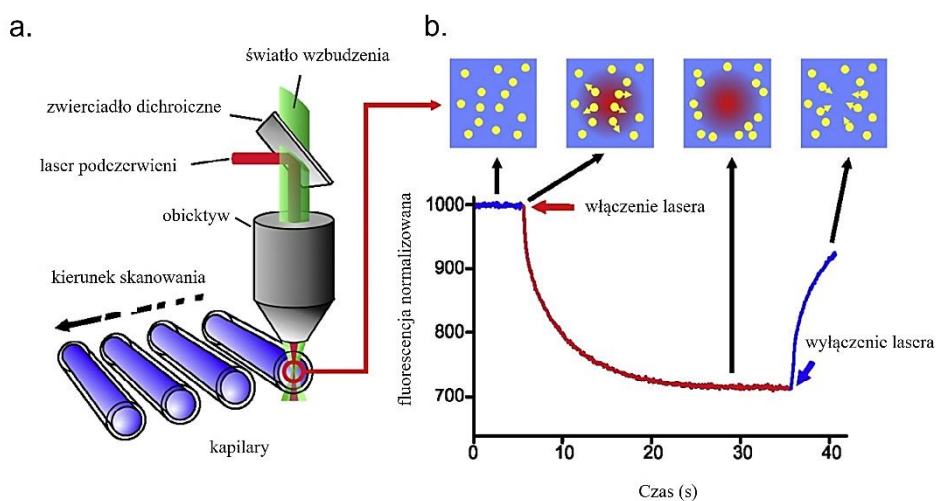 a.
światło wzbudzenia
zwierciadło dichroiczne
laser podczerwieni
obiektyw
kierunek skanowania
kapilary
b.
fluorescencja normalizowana
1000
900
800
700
włączenie lasera
wyłączenie lasera
0
10
20
30
40
Czas (s)